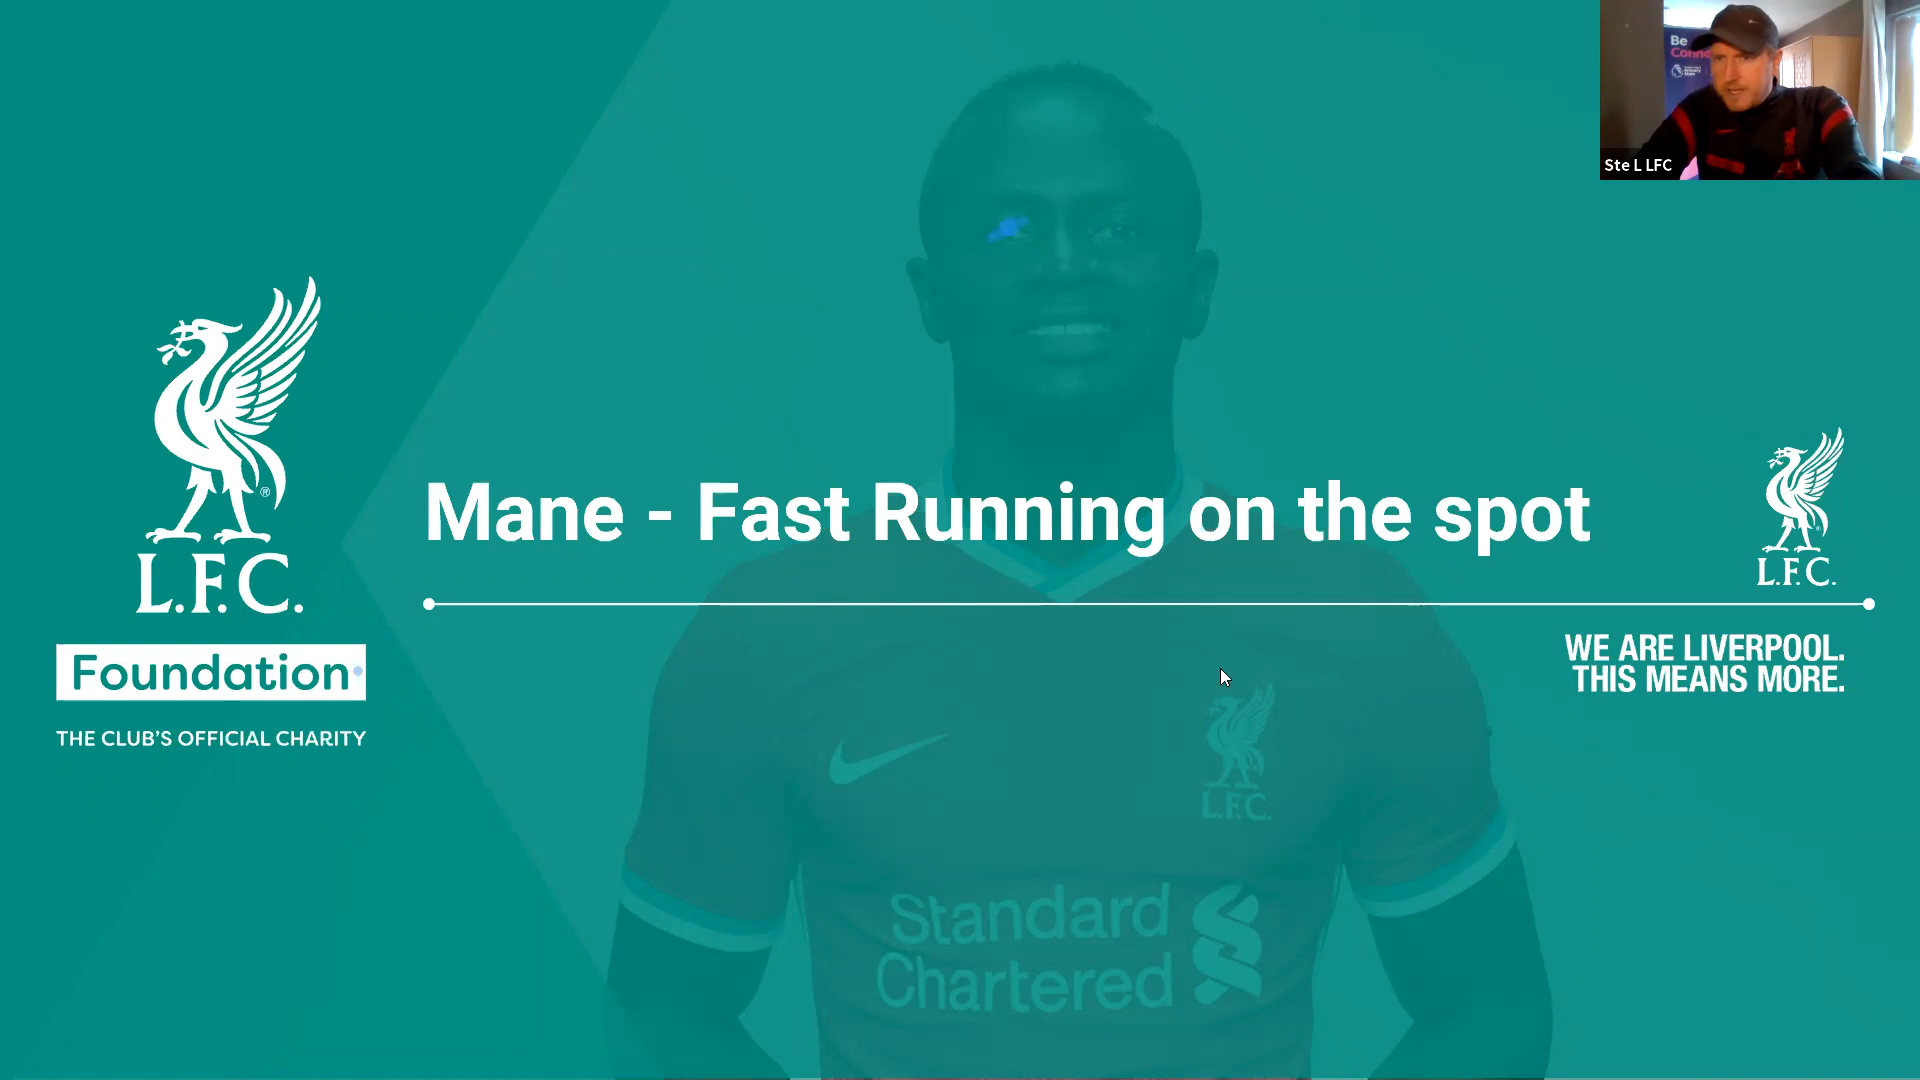 Be
Ste L LFC
L.F.C.
Foundation
THE CLUB'S OFFICIAL CHARITY
Mane - Fast Running on the spot
L.F.C.
WE ARE LIVERPOOL.
THIS MEANS MORE.
L.F.C.
Standard
Chartered